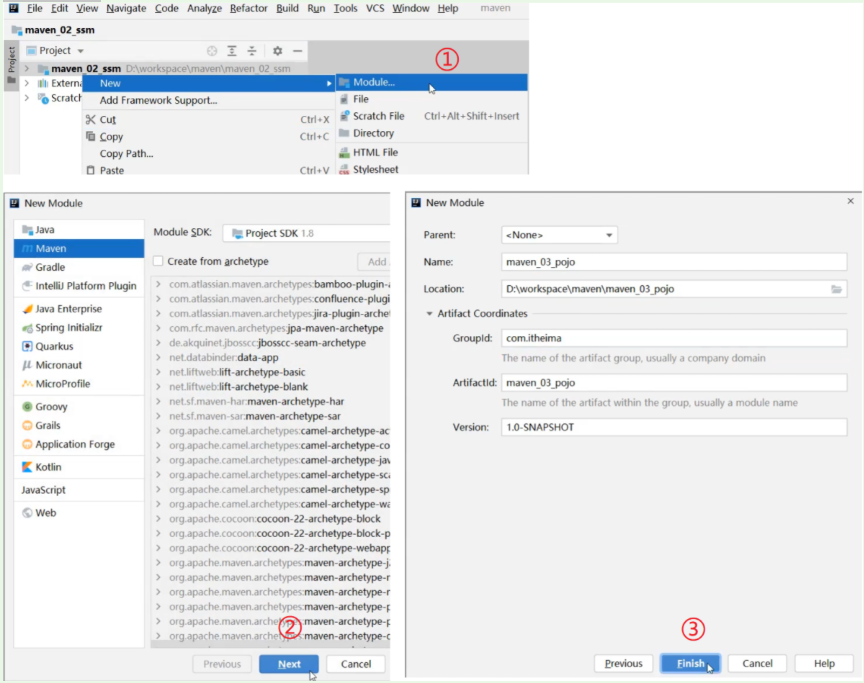 File Edit View Navigate Code Analyze Refactor Build Run Tools VCS Window Help maven
maven_02_ssm
Project
Project
maven_02_ssm D:\workspace\maven\maven_02_ssm
Externa
Scratch
New
Add Framework Support...
Cut Ctrl+X
Copy Ctrl+C
Copy Path...
Paste Ctrl+V
①
Module...
File
Scratch File Ctrl+Alt+Shift+Insert
Directory
HTML File
Stylesheet
New Module
Java
Maven
Gradle
IntelliJ Platform Plugin
Java Enterprise
Spring Initializr
Quarkus
Micronaut
MicroProfile
Groovy
Grails
Application Forge
Kotlin
JavaScript
Web
Module SDK: Project SDK 1.8
Create from archetype Add
com.atlassian.maven.archetypes:bamboo-plugin-
com.atlassian.maven.archetypes:confluence-plugi
com.atlassian.maven.archetypes:jira-plugin-archet
com.rfc.maven.archetypes:jpa-maven-archetype
de.akquinet.jbosscc:jbosscc-seam-archetype
net.databinder:data-app
net.liftweb:lift-archetype-basic
net.liftweb:lift-archetype-blank
net.sf.maven-har:maven-archetype-har
net.sf.maven-sar:maven-archetype-sar
org.apache.camel.archetypes:camel-archetype-ac
org.apache.camel.archetypes:camel-archetype-co
org.apache.camel.archetypes:camel-archetype-jav
org.apache.camel.archetypes:camel-archetype-sca
org.apache.camel.archetypes:camel-archetype-sp
org.apache.camel.archetypes:camel-archetype-wa
org.apache.cocoon:cocoon-22-archetype-block
org.apache.cocoon:cocoon-22-archetype-block-p
org.apache.cocoon:cocoon-22-archetype-webapp
org.apache.maven.archetypes:maven-archetype-j
org.apache.maven.archetypes:maven-archetype-r
org.apache.maven.archetypes:maven-archetype-r
org.apache.maven.archetypes:maven-archetype-p
org.apache.maven.archetypes:maven-archetype-p
org.apache.maven.archetypes:maven-archetype-c
②
Previous Next Cancel
New Module
Parent: <None>
Name: maven_03_pojo
Location: D:\workspace\maven\maven_03_pojo
Artifact Coordinates
GroupId: com.itheima
The name of the artifact group, usually a company domain
ArtifactId: maven_03_pojo
The name of the artifact within the group, usually a module name
Version: 1.0-SNAPSHOT
③
Previous Finish Cancel Help